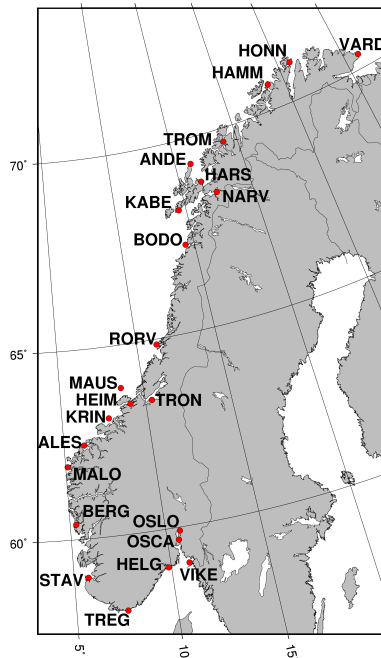 HONN
VARD
HAMM
TROM
ANDE
70°
HARS
KABE
NARV
BODO
RORV
65°
MAUS
HEIM
TRON
KRIN
ALES
MALO
BERG
OSLO
60°
OSCA
HELG
VIKE
STAV
TREG
5°
10°
15°